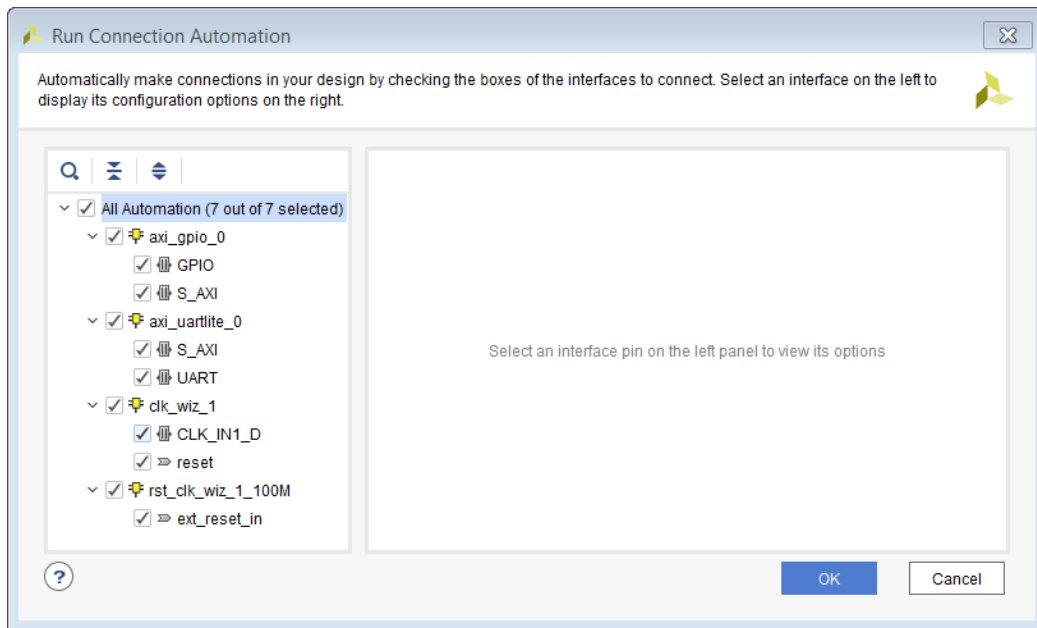 Run Connection Automation
Automatically make connections in your design by checking the boxes of the interfaces to connect. Select an interface on the left to
display its configuration options on the right.
All Automation (7 out of 7 selected)
axi_gpio_0
GPIO
S_AXI
axi_uartlite_0
S_AXI
UART
clk_wiz_1
CLK_IN1_D
reset
rst_clk_wiz_1_100M
ext_reset_in
Select an interface pin on the left panel to view its options
?
OK
Cancel